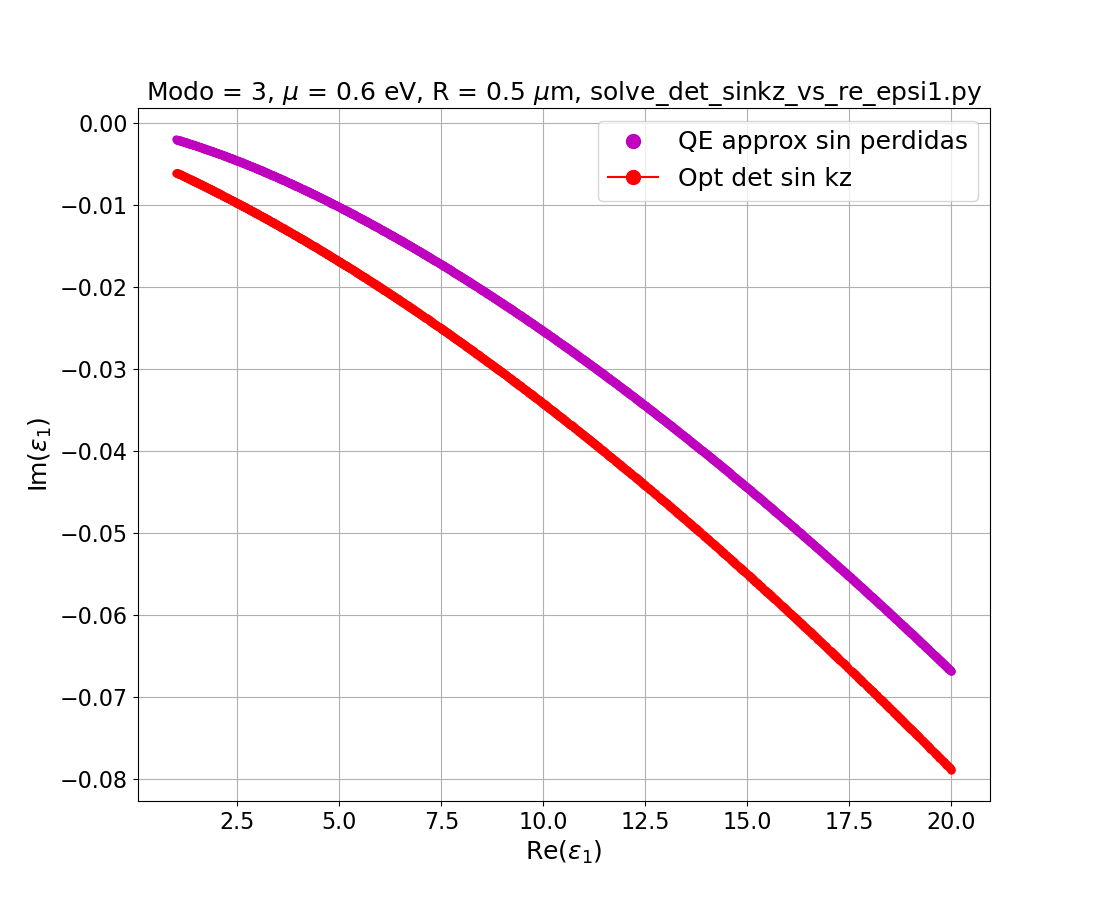 Modo = 3, μ = 0.6 eV, R = 0.5 μm, solve_det_sinkz_vs_re_epsi1.py
QE approx sin perdidas
Opt det sin kz
0.00
−0.01
−0.02
−0.03
−0.04
−0.05
−0.06
−0.07
−0.08
Im(ε₁)
2.5 5.0 7.5 10.0 12.5 15.0 17.5 20.0
Re(ε₁)